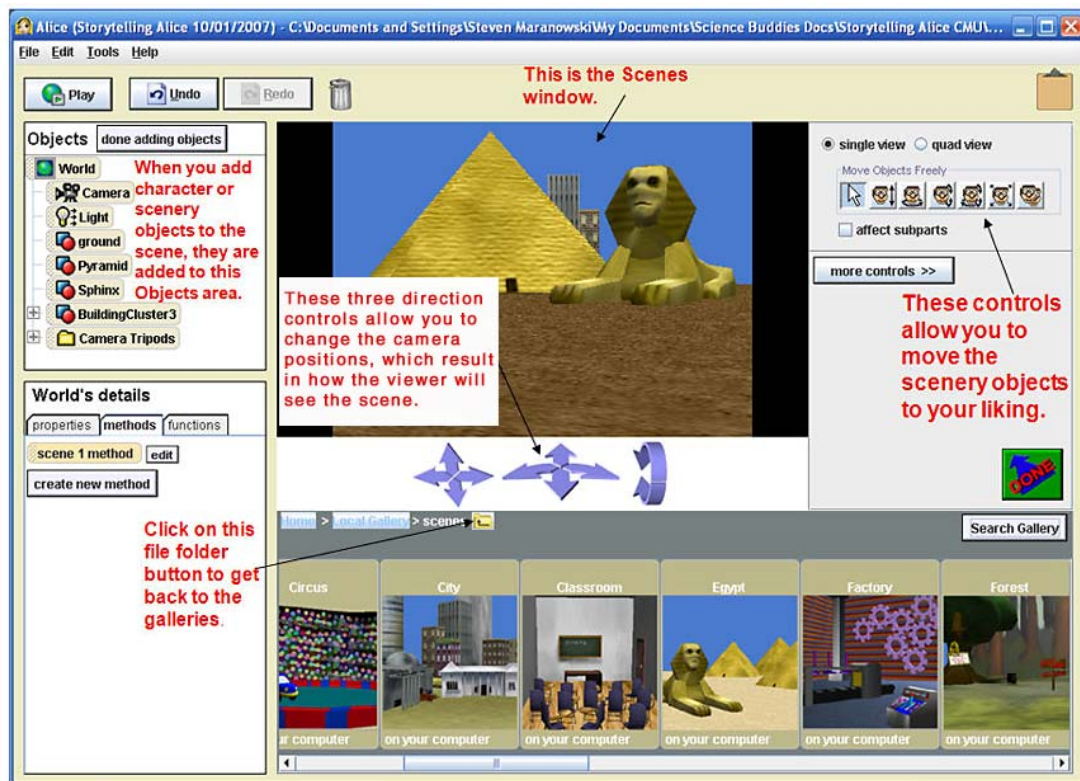 Alice (Storytelling Alice 10/01/2007) - C:\Documents and Settings\Steven Maranowski\My Documents\Science Buddies Docs\Storytelling Alice CMU\...
File Edit Tools Help
Play
Undo
Redo
This is the Scenes
window.
Objects
done adding objects
World
Camera
Light
ground
Pyramid
Sphinx
BuildingCluster3
Camera Tripods
When you add
character or
scenery
objects to the
scene, they are
added to this
Objects area.
single view
quad view
Move Objects Freely
affect subparts
more controls >>
These controls
allow you to
move the
scenery objects
to your liking.
DONE
These three direction
controls allow you to
change the camera
positions, which result
in how the viewer will
see the scene.
World's details
properties methods functions
scene 1 method edit
create new method
Click on this
file folder
button to get
back to the
galleries.
Home > Local Gallery > scenes
Search Gallery
Circus City Classroom Egypt Factory Forest
ur computer on your computer on your computer on your computer on your computer on your computer